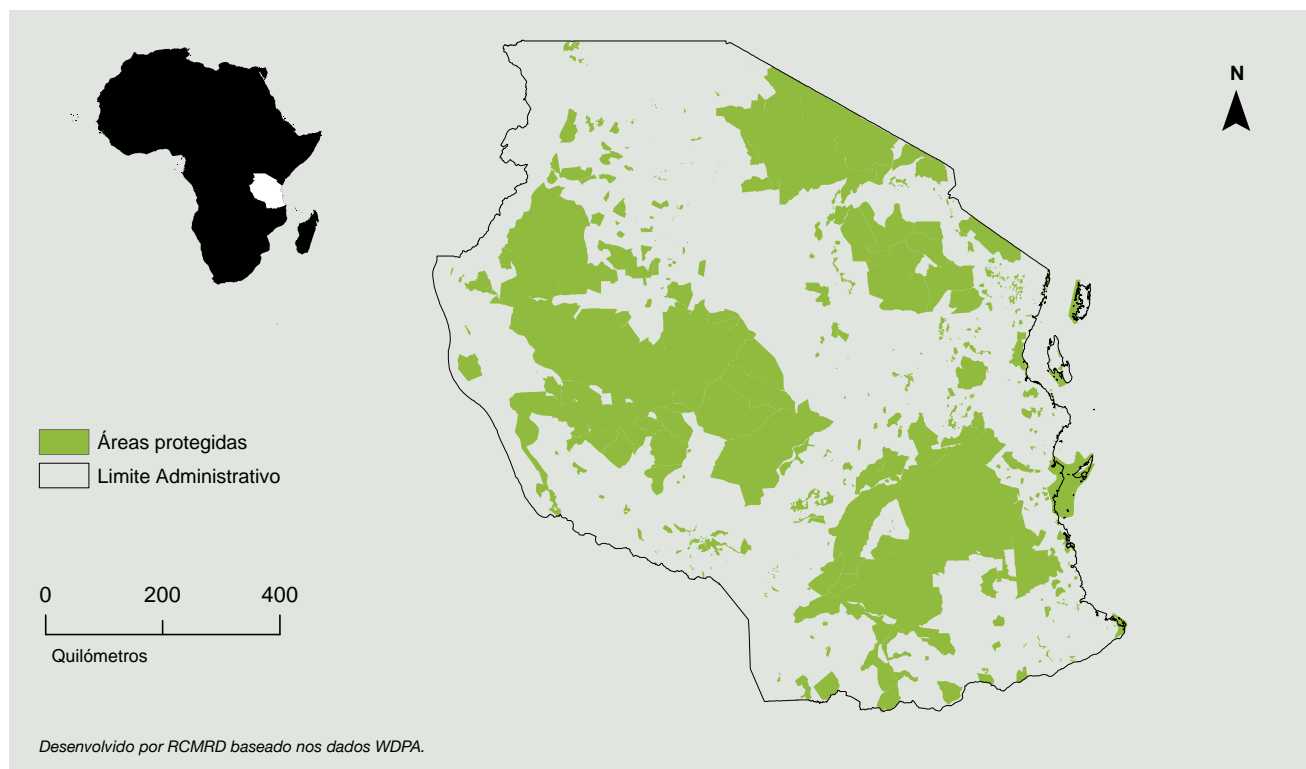 N
Áreas protegidas
Limite Administrativo
0 200 400
Quilómetros
Desenvolvido por RCMRD baseado nos dados WDPA.